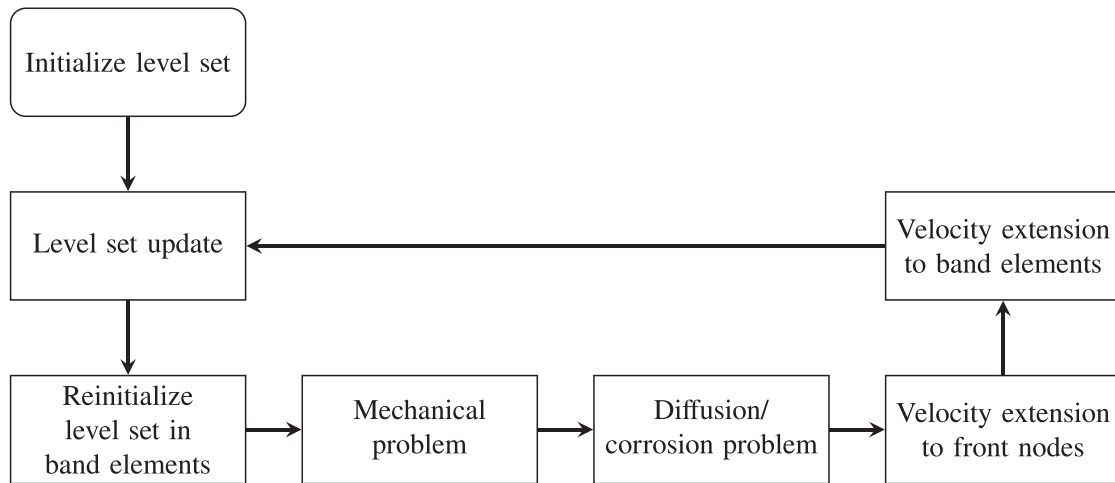 Initialize level set
Level set update
Velocity extension
to band elements
Reinitialize
level set in
band elements
Mechanical
problem
Diffusion/
corrosion problem
Velocity extension
to front nodes